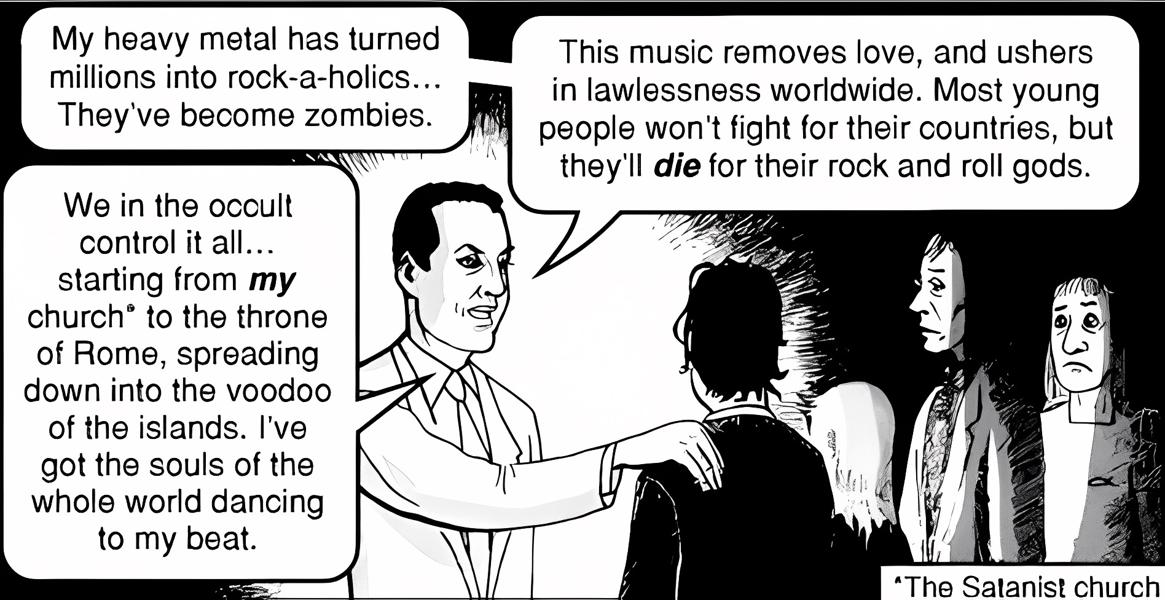 My heavy metal has turned
millions into rock-a-holics...
They've become zombies.
This music removes love, and ushers
in lawlessness worldwide. Most young
people won't fight for their countries, but
they'll die for their rock and roll gods.
We in the occult
control it all...
starting from my
church* to the throne
of Rome, spreading
down into the voodoo
of the islands. I've
got the souls of the
whole world dancing
to my beat.
*The Satanist church